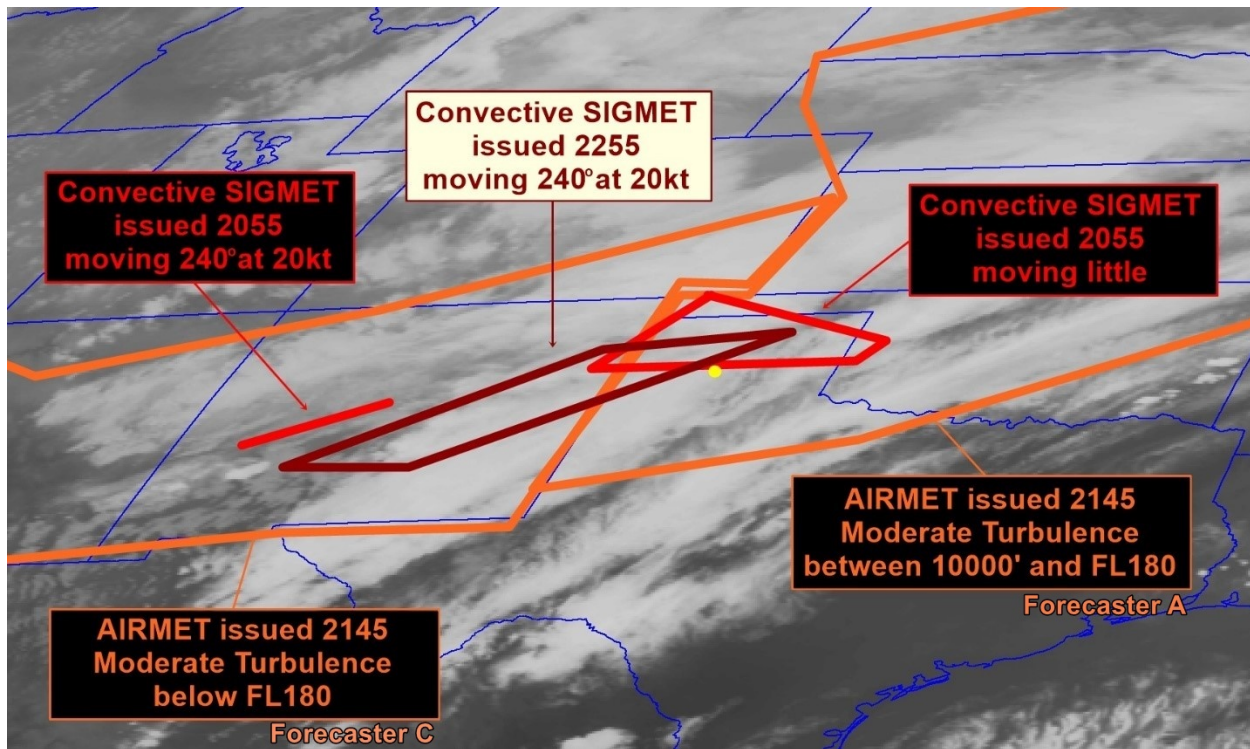 Convective SIGMET
issued 2255
moving 240°at 20kt
Convective SIGMET
issued 2055
moving 240°at 20kt
Convective SIGMET
issued 2055
moving little
AIRMET issued 2145
Moderate Turbulence
between 10000' and FL180
Forecaster A
AIRMET issued 2145
Moderate Turbulence
below FL180
Forecaster C